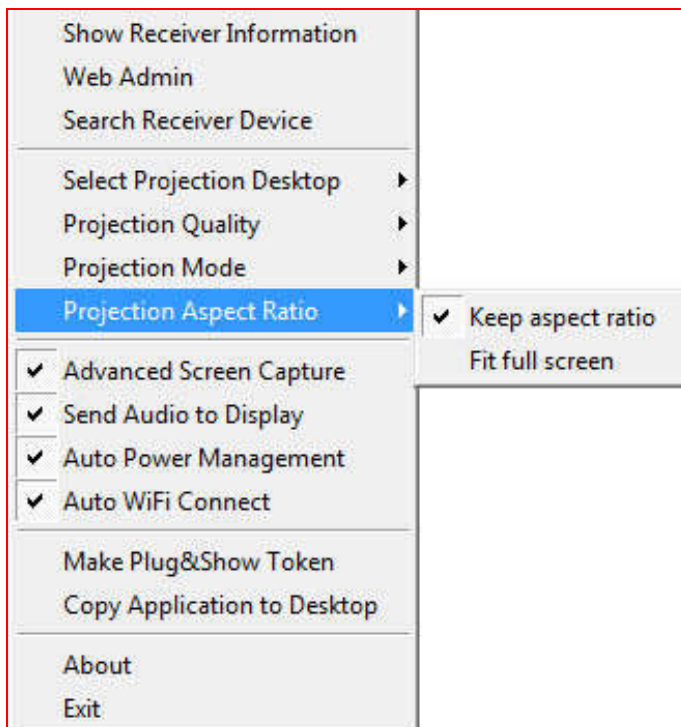 Show Receiver Information
Web Admin
Search Receiver Device
Select Projection Desktop
Projection Quality
Projection Mode
Projection Aspect Ratio
Keep aspect ratio
Fit full screen
Advanced Screen Capture
Send Audio to Display
Auto Power Management
Auto WiFi Connect
Make Plug&Show Token
Copy Application to Desktop
About
Exit